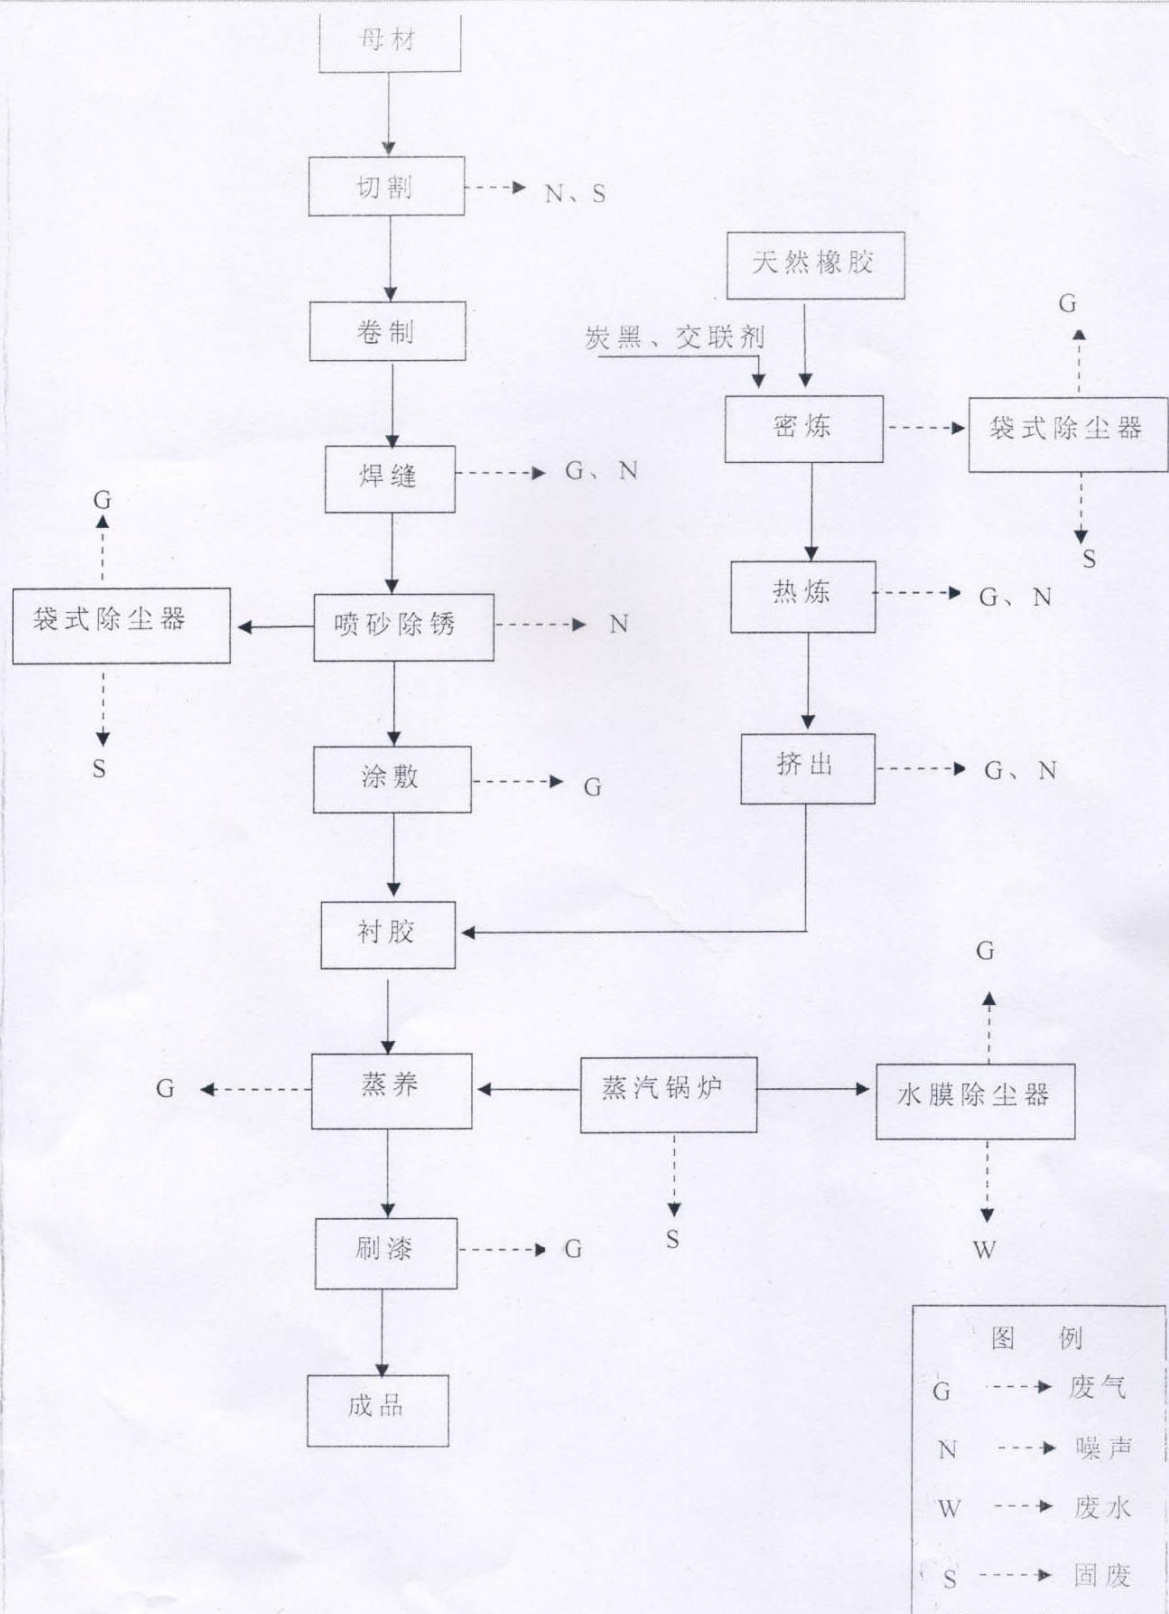 母材
切割
N、S
天然橡胶
G
卷制
炭黑、交联剂
密炼
袋式除尘器
焊缝
G、N
G
S
热炼
G、N
袋式除尘器
喷砂除锈
N
S
涂敷
G
挤出
G、N
衬胶
G
G
蒸养
蒸汽锅炉
水膜除尘器
刷漆
G
S
W
成品
图 例
G 废气
N 噪声
W 废水
S 固废